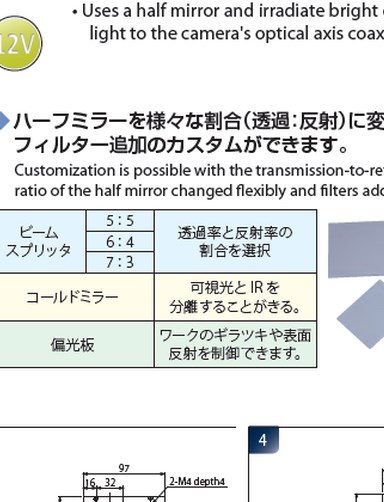 12V
• Uses a half mirror and irradiate bright
light to the camera's optical axis coax
ハーフミラーを様々な割合（透過：反射）に変
フィルター追加のカスタムができます。
Customization is possible with the transmission-to-re
ratio of the half mirror changed flexibly and filters add
ビーム
スプリッタ
5：5
6：4
7：3
透過率と反射率の
割合を選択
コールドミラー
可視光と IR を
分離することがきる。
偏光板
ワークのギラツキや表面
反射を制御できます。
4
97
16 32
2-M4 depth4